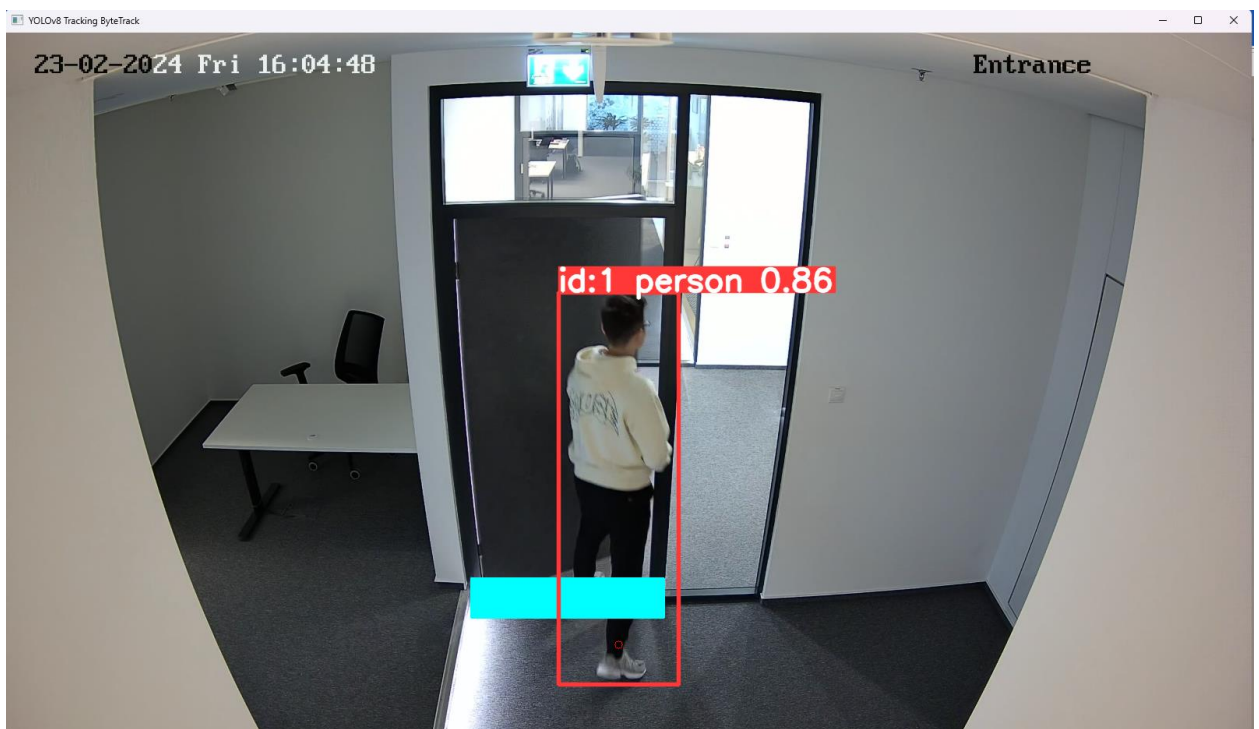 YOLOv8 Tracking ByteTrack
23-02-2024 Fri 16:04:48
Entrance
id:1 person 0.86